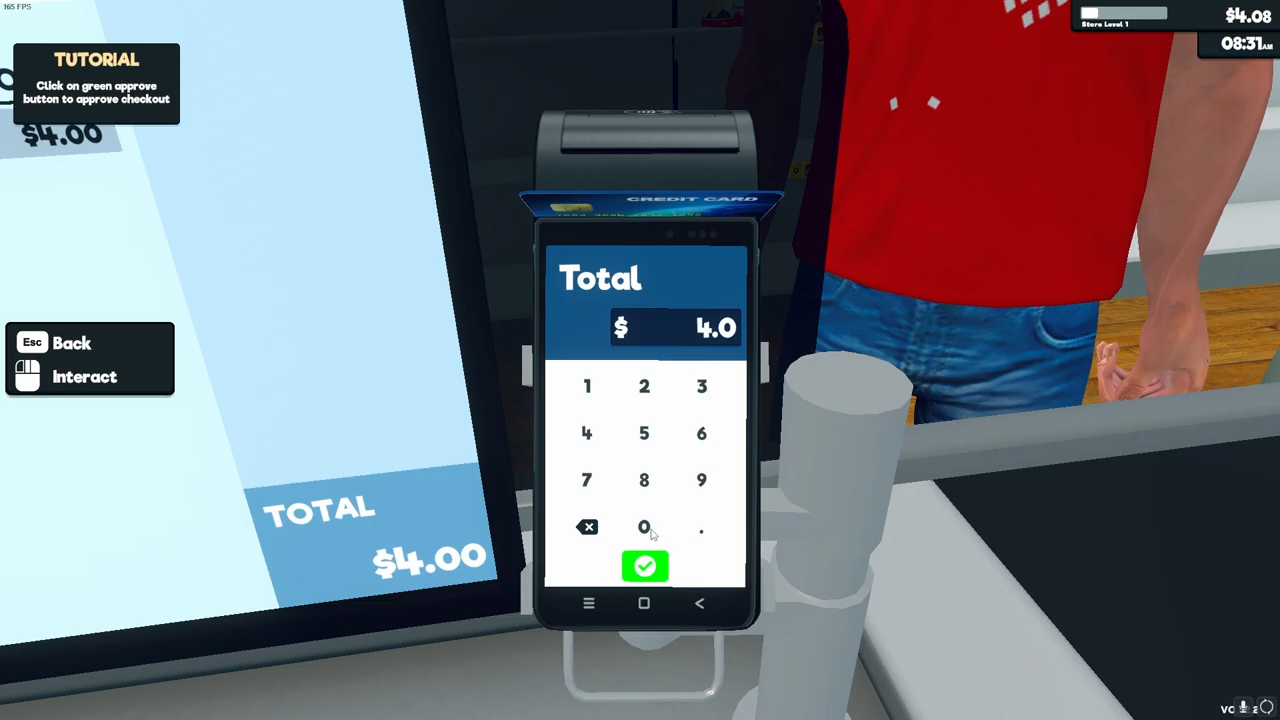 165 FPS
$4.08
Store Level 1
08:31AM
TUTORIAL
Click on green approve
button to approve checkout
$4.00
CREDIT CARD
Total
$ 4.0
1 2 3
4 5 6
7 8 9
0 .
Esc Back
Interact
TOTAL
$4.00